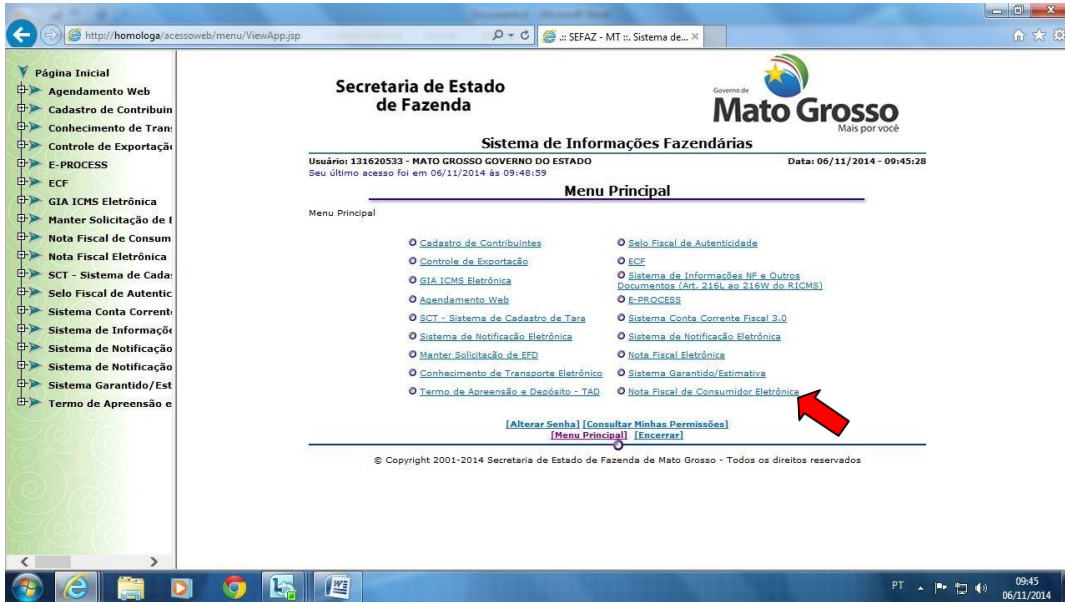 http://homologa/acessoweb/menu/ViewApp.jsp
.:: SEFAZ - MT ::. Sistema de...
Página Inicial
Agendamento Web
Cadastro de Contribuin
Conhecimento de Tran
Controle de Exportaçã
E-PROCESS
ECF
GIA ICMS Eletrônica
Manter Solicitação de E
Nota Fiscal de Consum
Nota Fiscal Eletrônica
SCT - Sistema de Cada
Selo Fiscal de Autentic
Sistema Conta Corrent
Sistema de Informaçõe
Sistema de Notificação
Sistema de Notificação
Sistema Garantido/Est
Termo de Apreensão e
Secretaria de Estado
de Fazenda
Governo de
Mato Grosso
Mais por você
Sistema de Informações Fazendárias
Usuário: 131620533 - MATO GROSSO GOVERNO DO ESTADO Data: 06/11/2014 - 09:45:28
Seu último acesso foi em 06/11/2014 às 09:48:59
Menu Principal
Menu Principal
Cadastro de Contribuintes
Controle de Exportacão
GIA ICMS Eletrônica
Agendamento Web
SCT - Sistema de Cadastro de Tara
Sistema de Notificacão Eletrônica
Manter Solicitacão de EFD
Conhecimento de Transporte Eletrônico
Termo de Apreensão e Depósito - TAD
Selo Fiscal de Autenticidade
ECF
Sistema de Informacões NF e Outros
Documentos (Art. 216L ao 216W do RICMS)
E-PROCESS
Sistema Conta Corrente Fiscal 3.0
Sistema de Notificacão Eletrônica
Nota Fiscal Eletrônica
Sistema Garantido/Estimativa
Nota Fiscal de Consumidor Eletrônica
[Alterar Senha] [Consultar Minhas Permissões]
[Menu Principal] [Encerrar]
© Copyright 2001-2014 Secretaria de Estado de Fazenda de Mato Grosso - Todos os direitos reservados
PT
09:45
06/11/2014